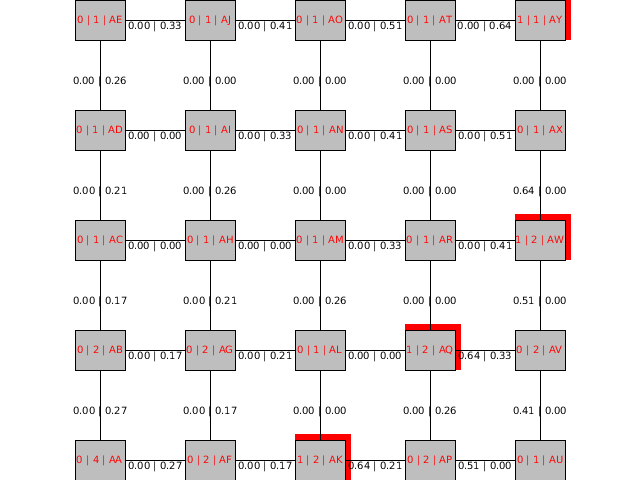 0 | 1 | AE 0.00 | 0.33 0 | 1 | AJ 0.00 | 0.41 0 | 1 | AO 0.00 | 0.51 0 | 1 | AT 0.00 | 0.64 1 | 1 | AY
0.00 | 0.26 0.00 | 0.00 0.00 | 0.00 0.00 | 0.00 0.00 | 0.00
0 | 1 | AD 0.00 | 0.00 0 | 1 | AI 0.00 | 0.33 0 | 1 | AN 0.00 | 0.41 0 | 1 | AS 0.00 | 0.51 0 | 1 | AX
0.00 | 0.21 0.00 | 0.26 0.00 | 0.00 0.00 | 0.00 0.64 | 0.00
0 | 1 | AC 0.00 | 0.00 0 | 1 | AH 0.00 | 0.00 0 | 1 | AM 0.00 | 0.33 0 | 1 | AR 0.00 | 0.41 1 | 2 | AW
0.00 | 0.17 0.00 | 0.21 0.00 | 0.26 0.00 | 0.00 0.51 | 0.00
0 | 2 | AB 0.00 | 0.17 0 | 2 | AG 0.00 | 0.21 0 | 1 | AL 0.00 | 0.00 1 | 2 | AQ 0.64 | 0.33 0 | 2 | AV
0.00 | 0.27 0.00 | 0.17 0.00 | 0.00 0.00 | 0.26 0.41 | 0.00
0 | 4 | AA 0.00 | 0.27 0 | 2 | AF 0.00 | 0.17 1 | 2 | AK 0.64 | 0.21 0 | 2 | AP 0.51 | 0.00 0 | 1 | AU